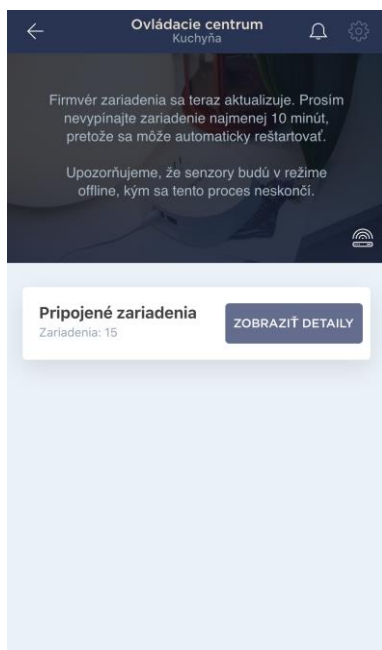 Ovládacie centrum
Kuchyňa
Firmvér zariadenia sa teraz aktualizuje. Prosím
nevypínajte zariadenie najmenej 10 minút,
pretože sa môže automaticky reštartovať.
Upozorňujeme, že senzory budú v režime
offline, kým sa tento proces neskončí.
Pripojené zariadenia
Zariadenia: 15
ZOBRAZIŤ DETAILY